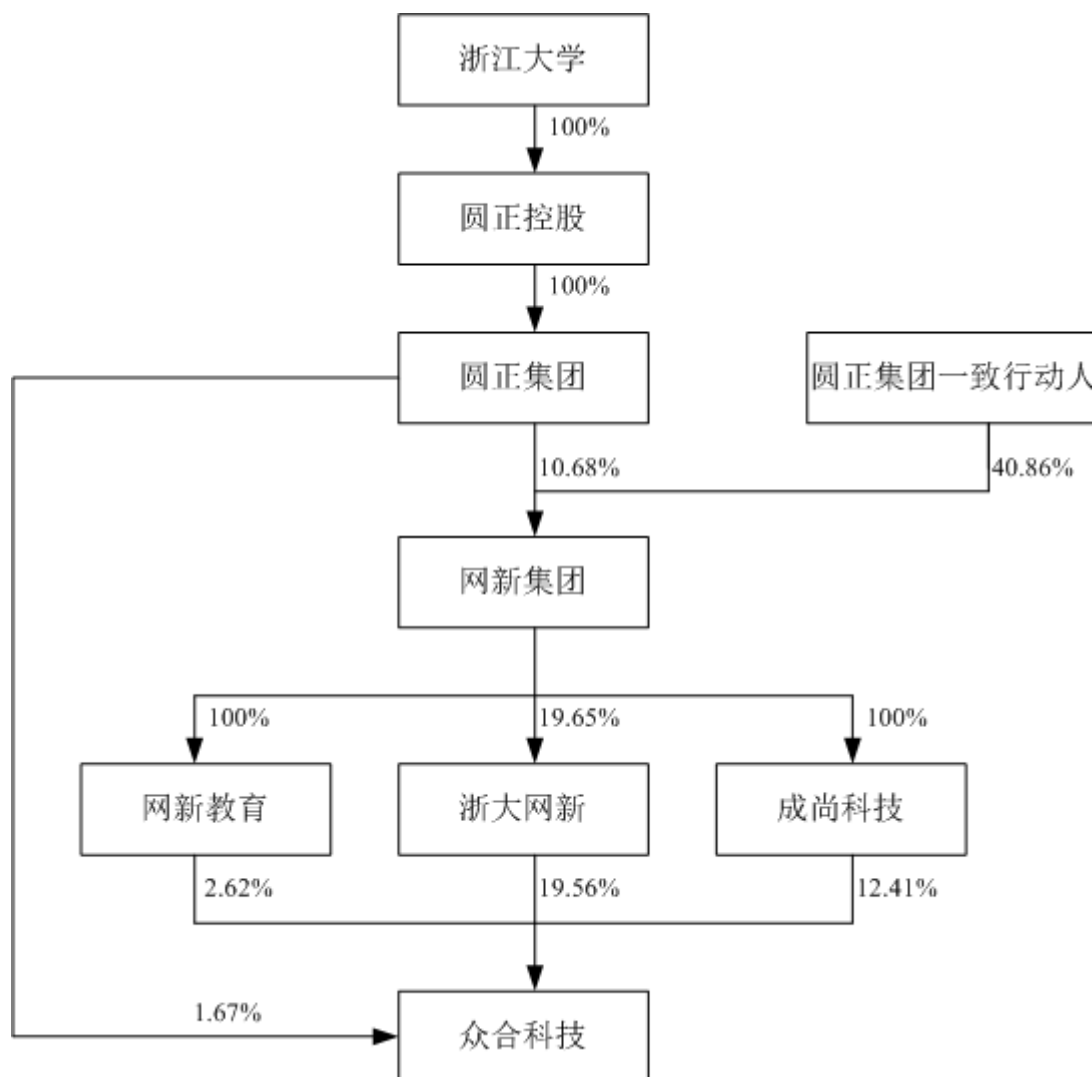 浙江大学
100%
圆正控股
100%
圆正集团
圆正集团一致行动人
10.68%
40.86%
网新集团
100%
19.65%
100%
网新教育
浙大网新
成尚科技
2.62%
19.56%
12.41%
1.67%
众合科技